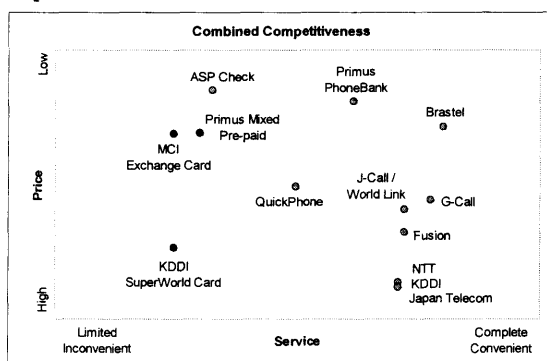 Combined Competitiveness
Low
Price
High
ASP Check
Primus
PhoneBank
Brastel
Primus Mixed
Pre-paid
MCI
Exchange Card
QuickPhone
J-Call /
World Link
G-Call
Fusion
KDDI
SuperWorld Card
NTT
KDDI
Japan Telecom
Limited
Inconvenient
Service
Complete
Convenient